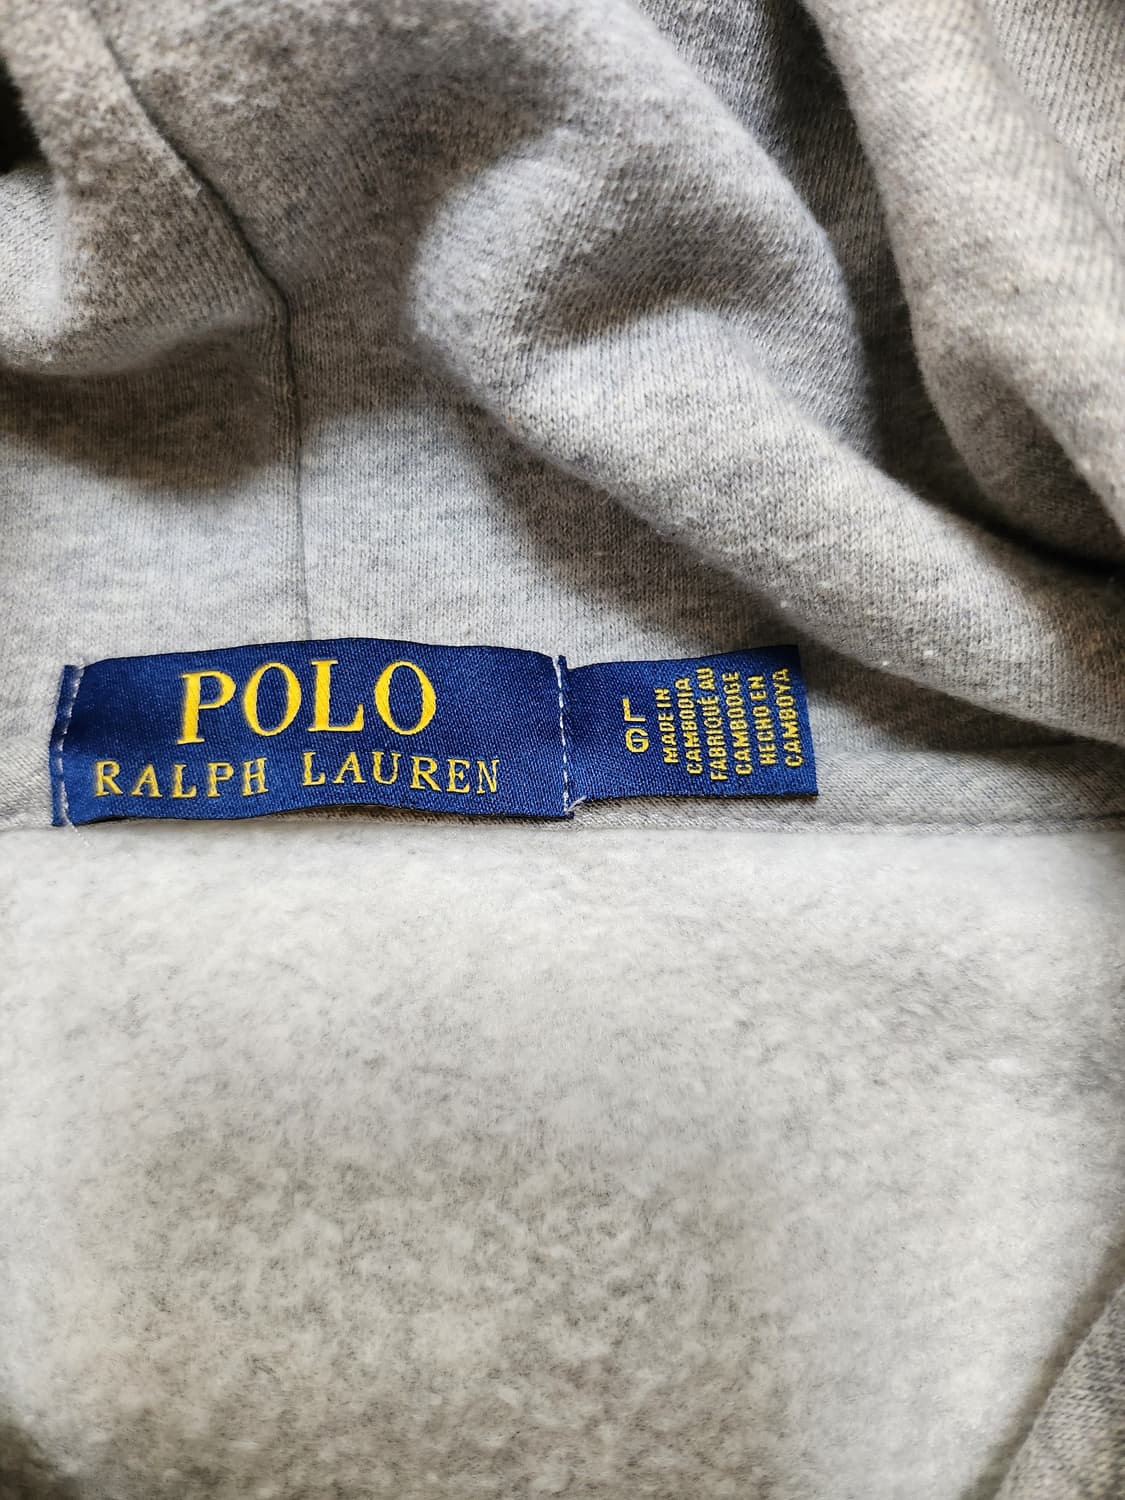 POLO
RALPH LAUREN
G L
MADE IN
CAMBODIA
FABRIQUÉ AU
CAMBODGE
HECHO EN
CAMBOYA